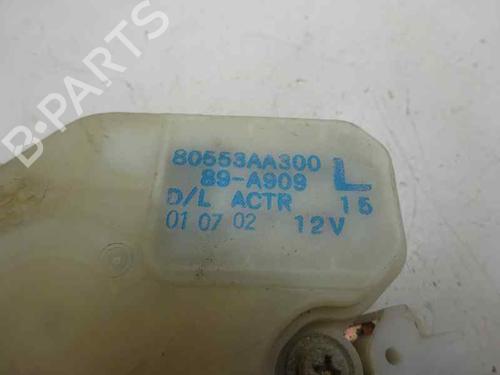 B-PARTS
80553AA300
89-A909
L
D/L ACTR 15
01 07 02 12V